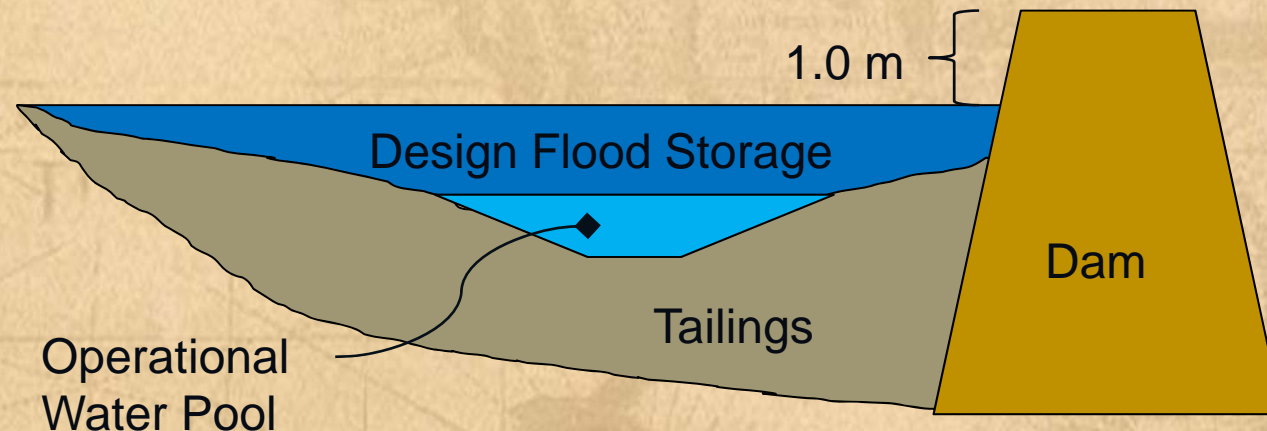 1.0 m
Design Flood Storage
Dam
Tailings
Operational
Water Pool